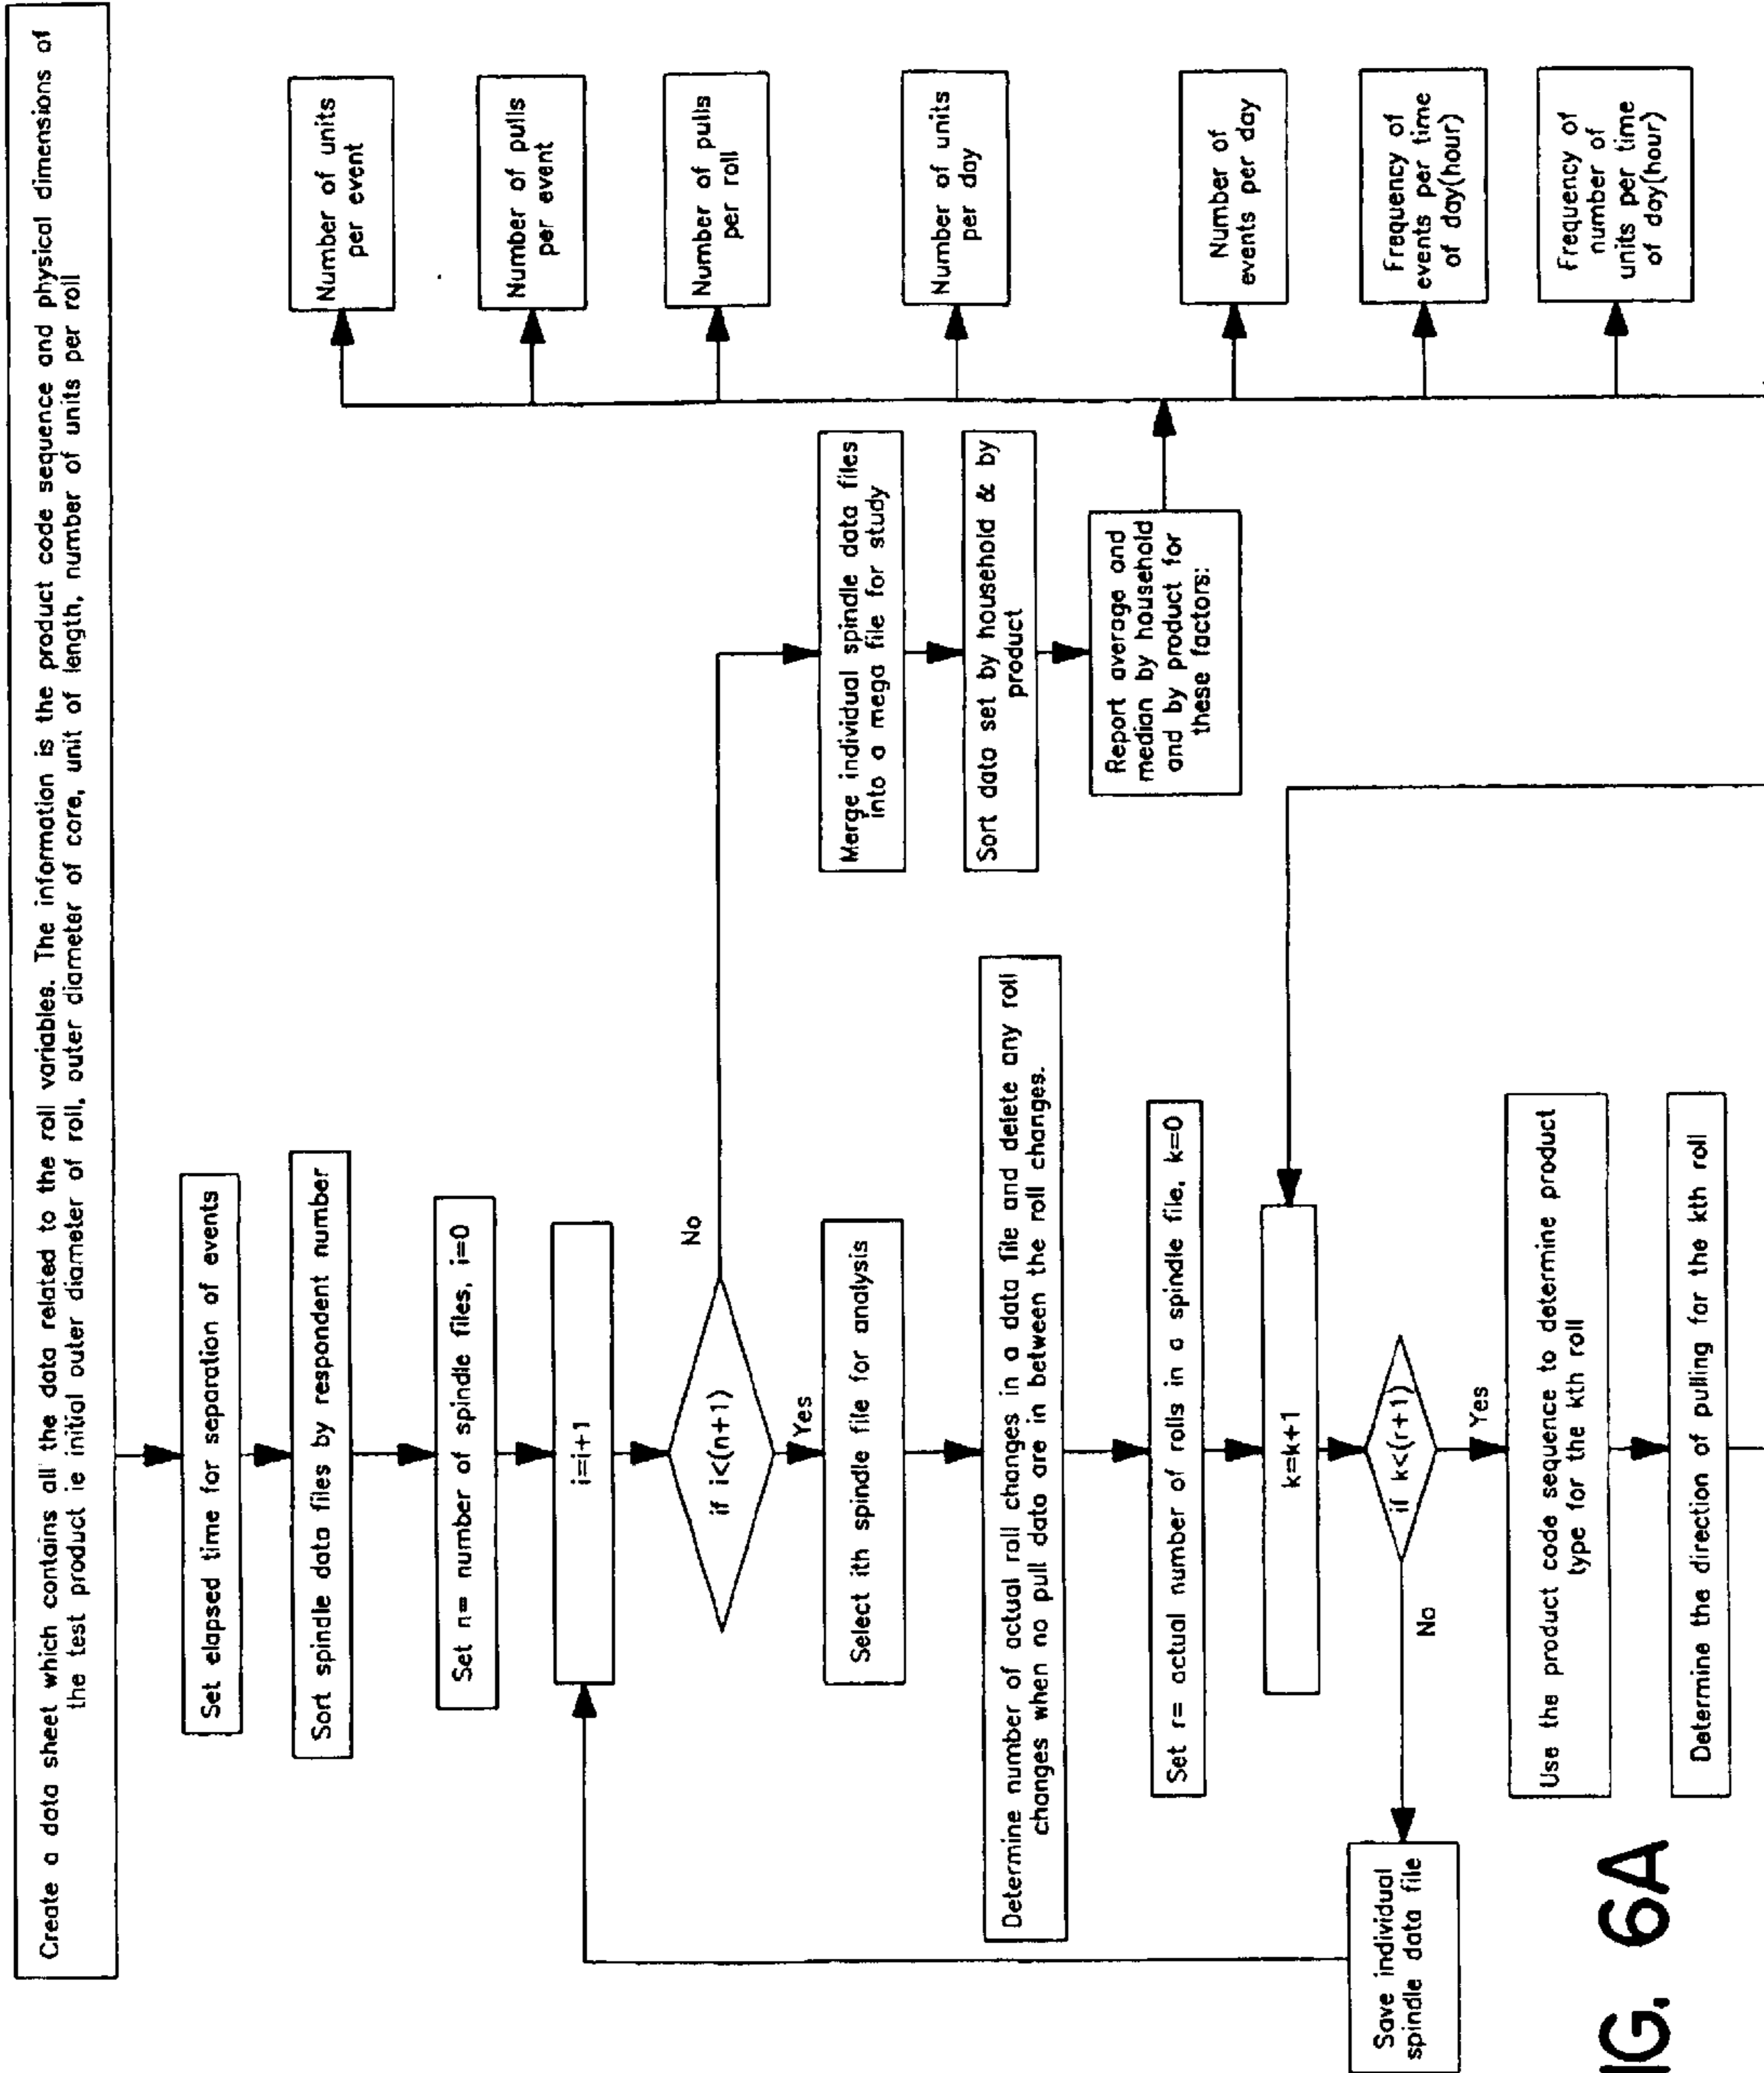 Create a data sheet which contains all the data related to the roll variables. The information is the product code sequence and physical dimensions of
the test product ie initial outer diameter of roll, outer diameter of core, unit of length, number of units per roll
Set elapsed time for separation of events
Sort spindle data files by respondent number
Set n= number of spindle files, i=0
i=i+1
if i<(n+1)
No
Yes
Select ith spindle file for analysis
Determine number of actual roll changes in a data file and delete any roll
changes when no pull data are in between the roll changes.
Set r= actual number of rolls in a spindle file, k=0
k=k+1
if k<(r+1)
No
Yes
Save individual
spindle data file
Use the product code sequence to determine product
type for the kth roll
Determine the direction of pulling for the kth roll
Merge individual spindle data files
into a mega file for study
Sort data set by household & by
product
Report average and
median by household
and by product for
these factors:
Number of units
per event
Number of pulls
per event
Number of pulls
per roll
Number of units
per day
Number of
events per day
Frequency of
events per time
of day(hour)
Frequency of
number of
units per time
of day(hour)
IG. 6A